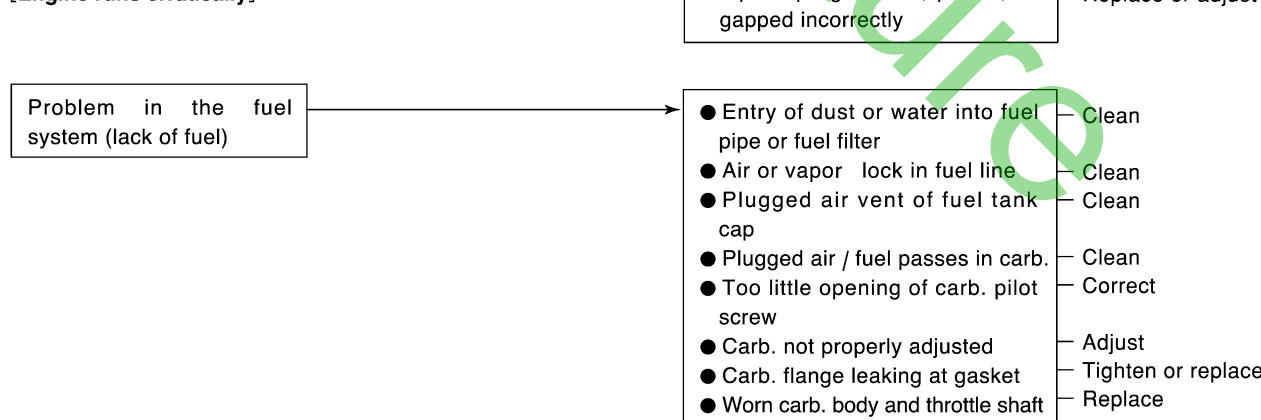 gapped incorrectly
Problem in the fuel
system (lack of fuel)
● Entry of dust or water into fuel
pipe or fuel filter
Clean
● Air or vapor lock in fuel line
Clean
● Plugged air vent of fuel tank
cap
Clean
● Plugged air / fuel passes in carb.
Clean
● Too little opening of carb. pilot
screw
Correct
● Carb. not properly adjusted
Adjust
● Carb. flange leaking at gasket
Tighten or replace
● Worn carb. body and throttle shaft
Replace